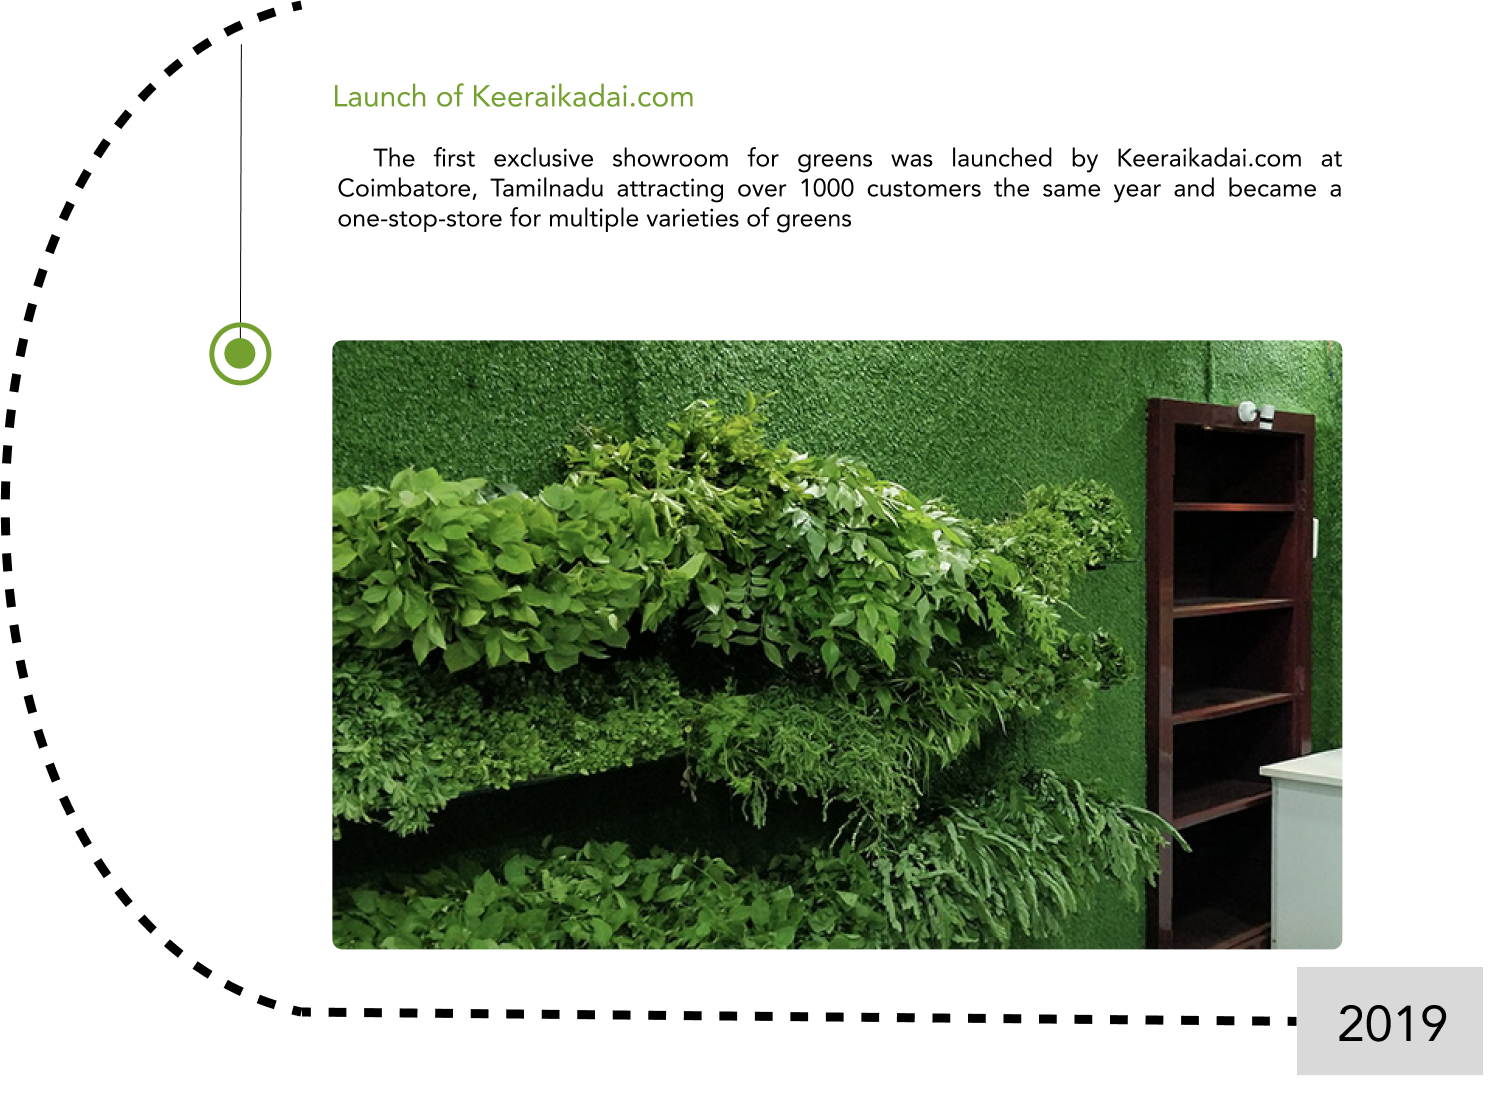 Launch of Keeraikadai.com
The first exclusive showroom for greens was launched by Keeraikadai.com at
Coimbatore, Tamilnadu attracting over 1000 customers the same year and became a
one-stop-store for multiple varieties of greens
2019